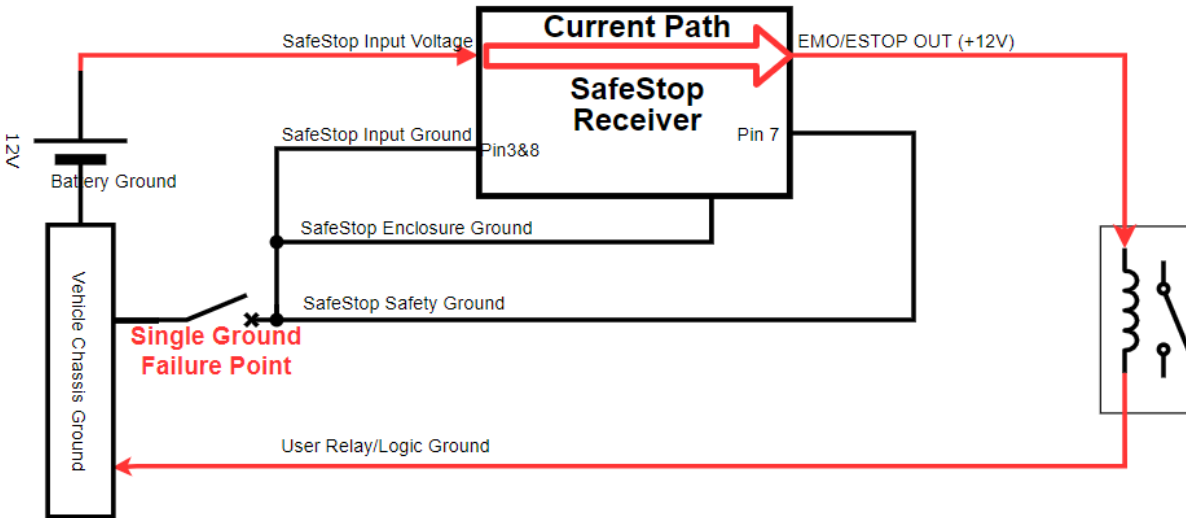 Current Path
SafeStop Input Voltage
EMO/ESTOP OUT (+12V)
SafeStop
Receiver
SafeStop Input Ground
Pin3&8
Pin 7
12V
Battery Ground
SafeStop Enclosure Ground
Vehicle Chassis Ground
SafeStop Safety Ground
Single Ground
Failure Point
User Relay/Logic Ground